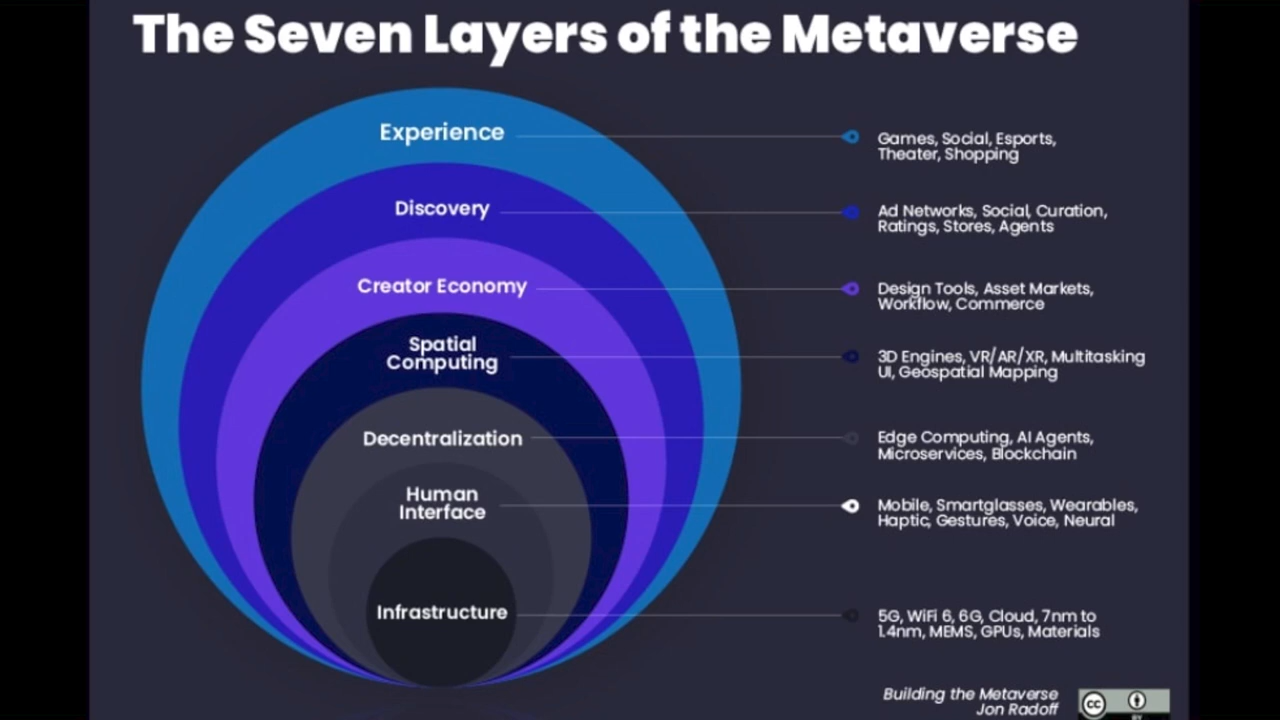 The Seven Layers of the Metaverse
Experience
Games, Social, Esports,
Theater, Shopping
Discovery
Ad Networks, Social, Curation,
Ratings, Stores, Agents
Creator Economy
Design Tools, Asset Markets,
Workflow, Commerce
Spatial
Computing
3D Engines, VR/AR/XR, Multitasking
UI, Geospatial Mapping
Decentralization
Edge Computing, AI Agents,
Microservices, Blockchain
Human
Interface
Mobile, Smartglasses, Wearables,
Haptic, Gestures, Voice, Neural
Infrastructure
5G, WiFi 6, 6G, Cloud, 7nm to
1.4nm, MEMS, GPUs, Materials
Building the Metaverse
Jon Radoff
cc
BY